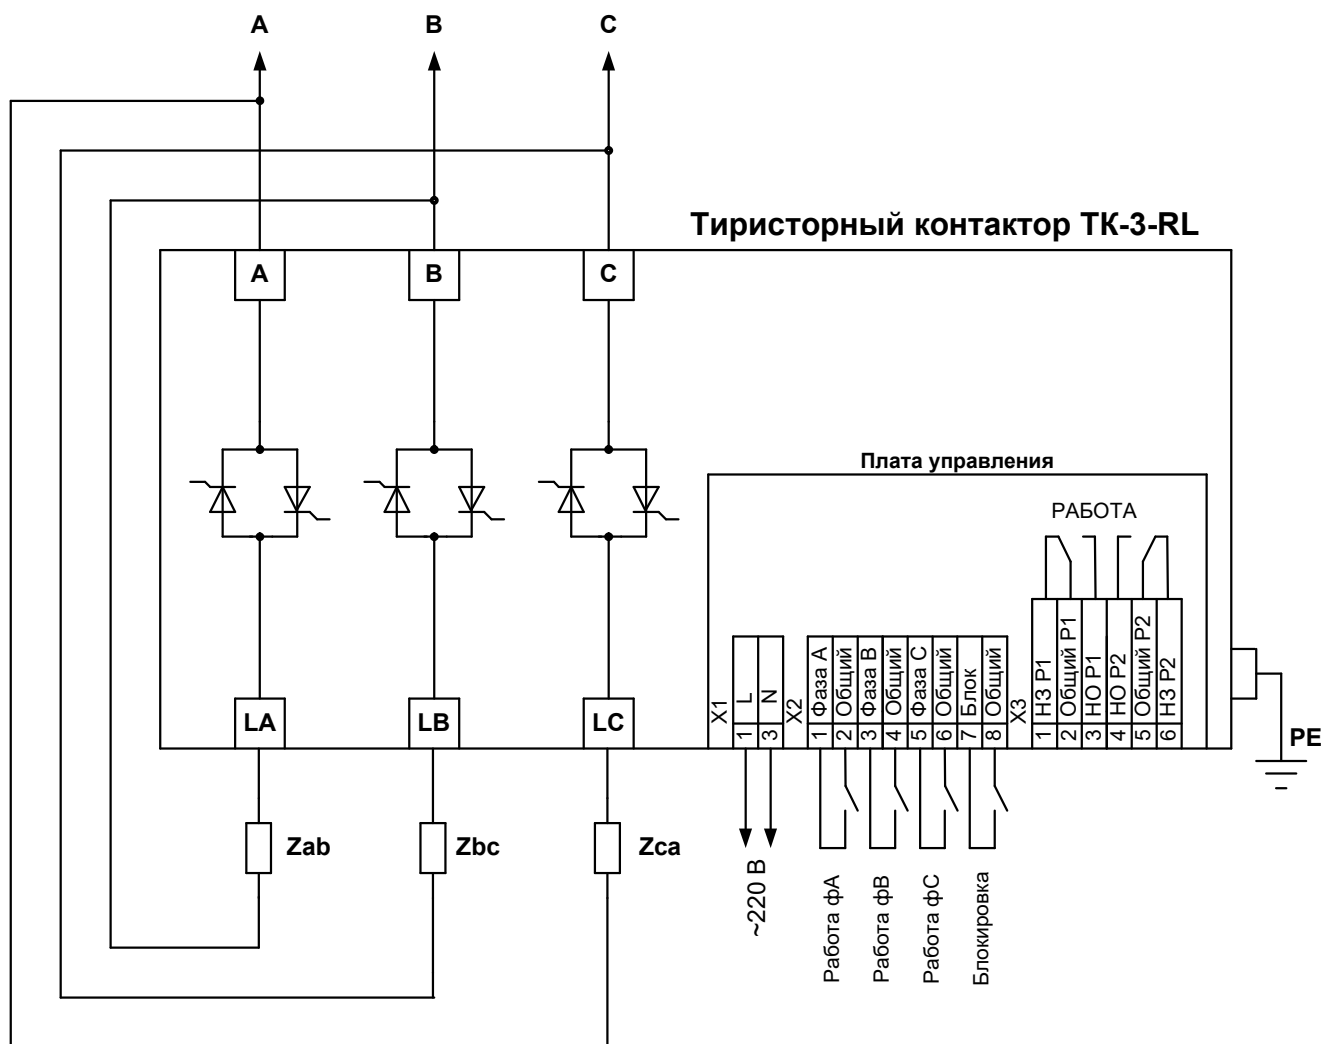 A
B
C
Тиристорный контактор ТК-3-RL
A
B
C
Плата управления
РАБОТА
X1
L
N
X2
Фаза А
Общий
Фаза В
Общий
Фаза С
Общий
Блок
Общий
X3
НЗ Р1
Общий Р1
НО Р1
НО Р2
Общий Р2
НЗ Р2
1
3
1
2
3
4
5
6
7
8
1
2
3
4
5
6
LA
LB
LC
PE
Zab
Zbc
Zca
~220 В
Работа фА
Работа фВ
Работа фС
Блокировка